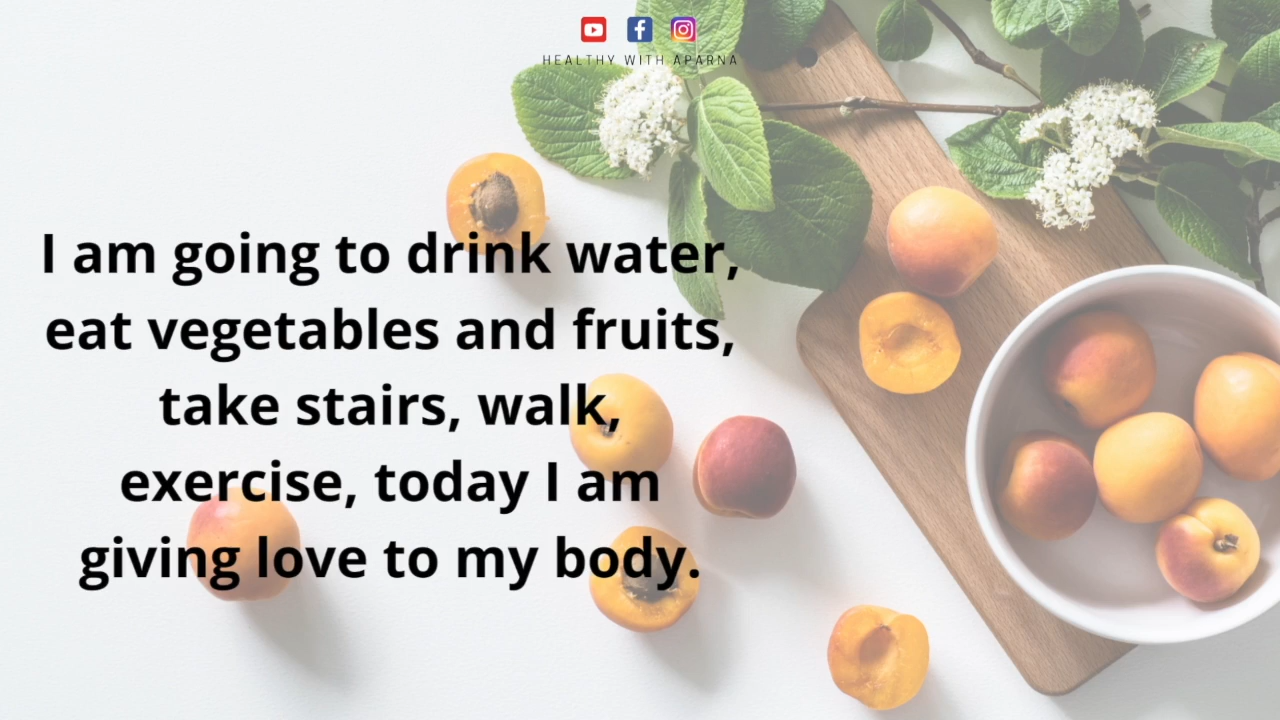 HEALTHY WITH APARNA
I am going to drink water,
eat vegetables and fruits,
take stairs, walk,
exercise, today I am
giving love to my body.